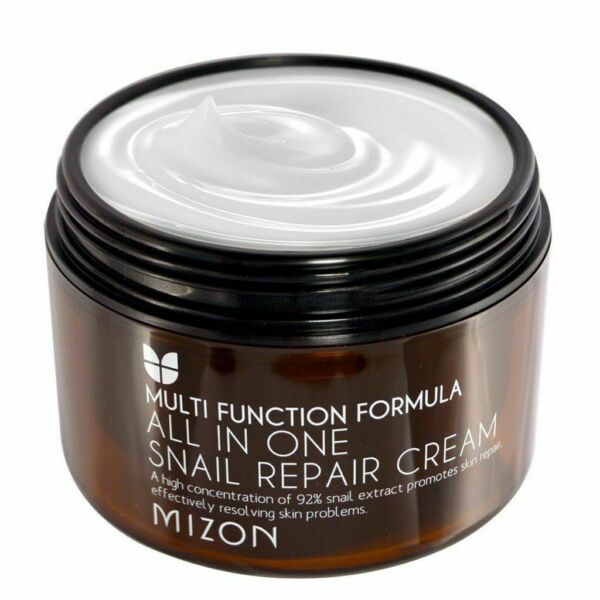 MULTI FUNCTION FORMULA
ALL IN ONE
SNAIL REPAIR CREAM
A high concentration of 92% snail extract promotes skin repair,
effectively resolving skin problems.
MIZON